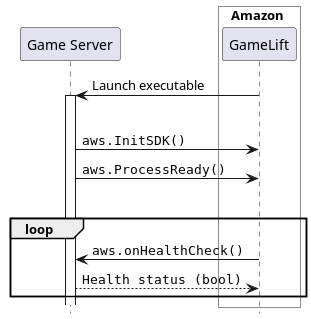 Amazon
Game Server
GameLift
Launch executable
aws.InitSDK()
aws.ProcessReady()
loop
aws.onHealthCheck()
Health status (bool)